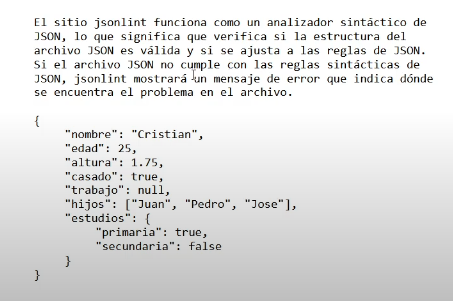 El sitio jsonlint funciona como un analizador sintáctico de
JSON, lo que significa que verifica si la estructura del
archivo JSON es válida y si se ajusta a las reglas de JSON.
Si el archivo JSON no cumple con las reglas sintácticas de
JSON, jsonlint mostrará un mensaje de error que indica dónde
se encuentra el problema en el archivo.

{
    "nombre": "Cristian",
    "edad": 25,
    "altura": 1.75,
    "casado": true,
    "trabajo": null,
    "hijos": ["Juan", "Pedro", "Jose"],
    "estudios": {
        "primaria": true,
        "secundaria": false
    }
}